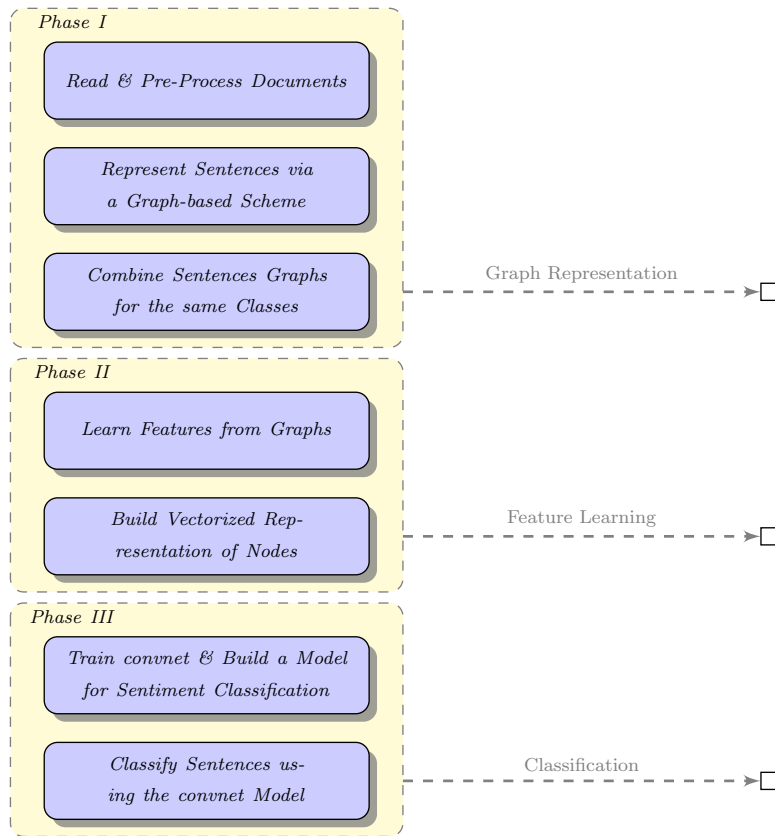 Phase I
Read & Pre-Process Documents
Represent Sentences via
a Graph-based Scheme
Combine Sentences Graphs
for the same Classes
Graph Representation
Phase II
Learn Features from Graphs
Build Vectorized Rep-
resentation of Nodes
Feature Learning
Phase III
Train convnet & Build a Model
for Sentiment Classification
Classify Sentences us-
ing the convnet Model
Classification